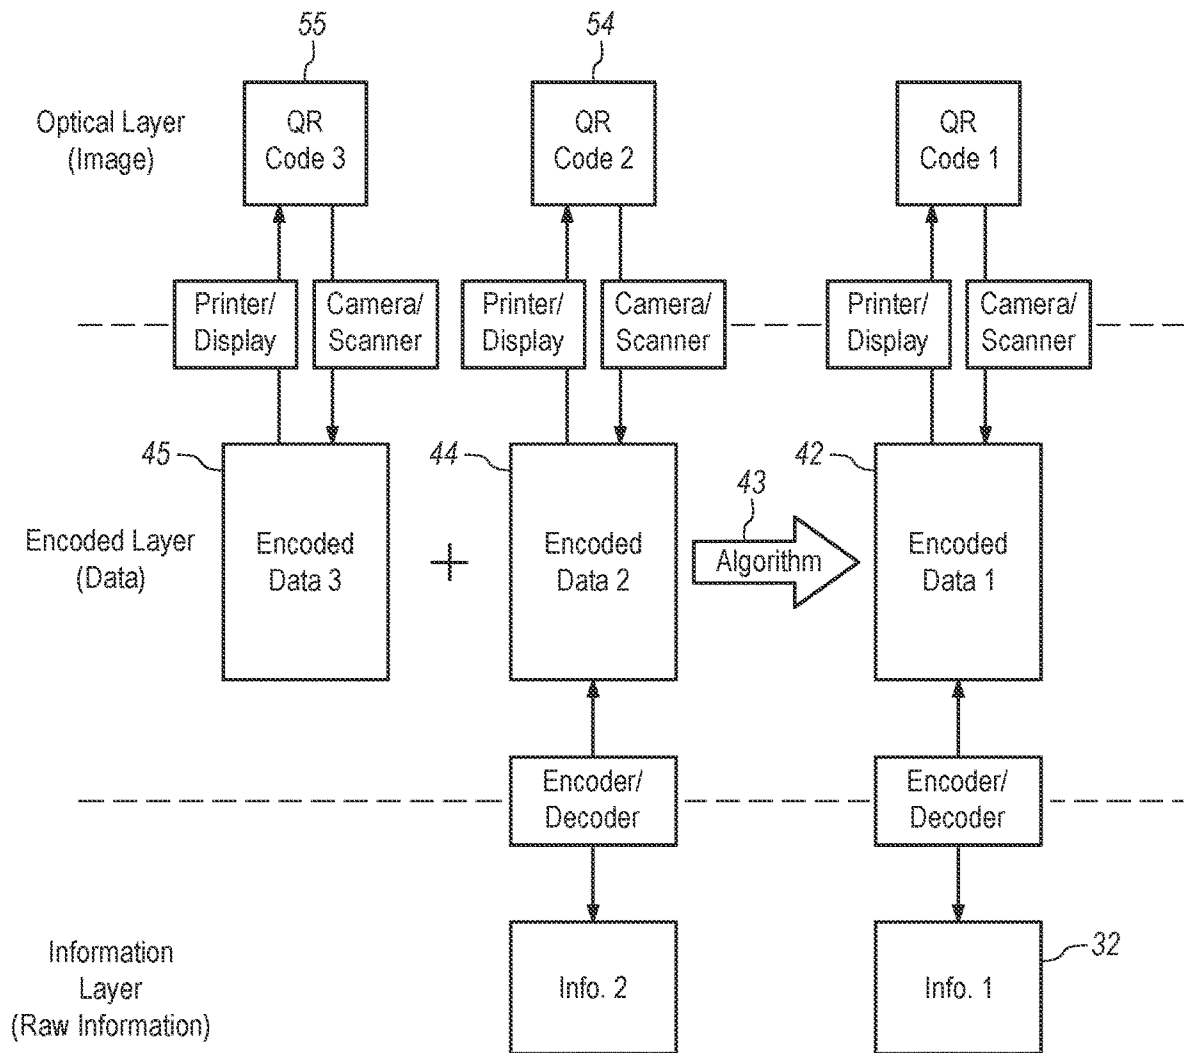 55
54
Optical Layer
(Image)
QR
Code 3
QR
Code 2
QR
Code 1
Printer/
Display
Camera/
Scanner
Printer/
Display
Camera/
Scanner
Printer/
Display
Camera/
Scanner
45
44
43
42
Encoded Layer
(Data)
Encoded
Data 3
+
Encoded
Data 2
Algorithm
Encoded
Data 1
Encoder/
Decoder
Encoder/
Decoder
Information
Layer
(Raw Information)
Info. 2
Info. 1
32